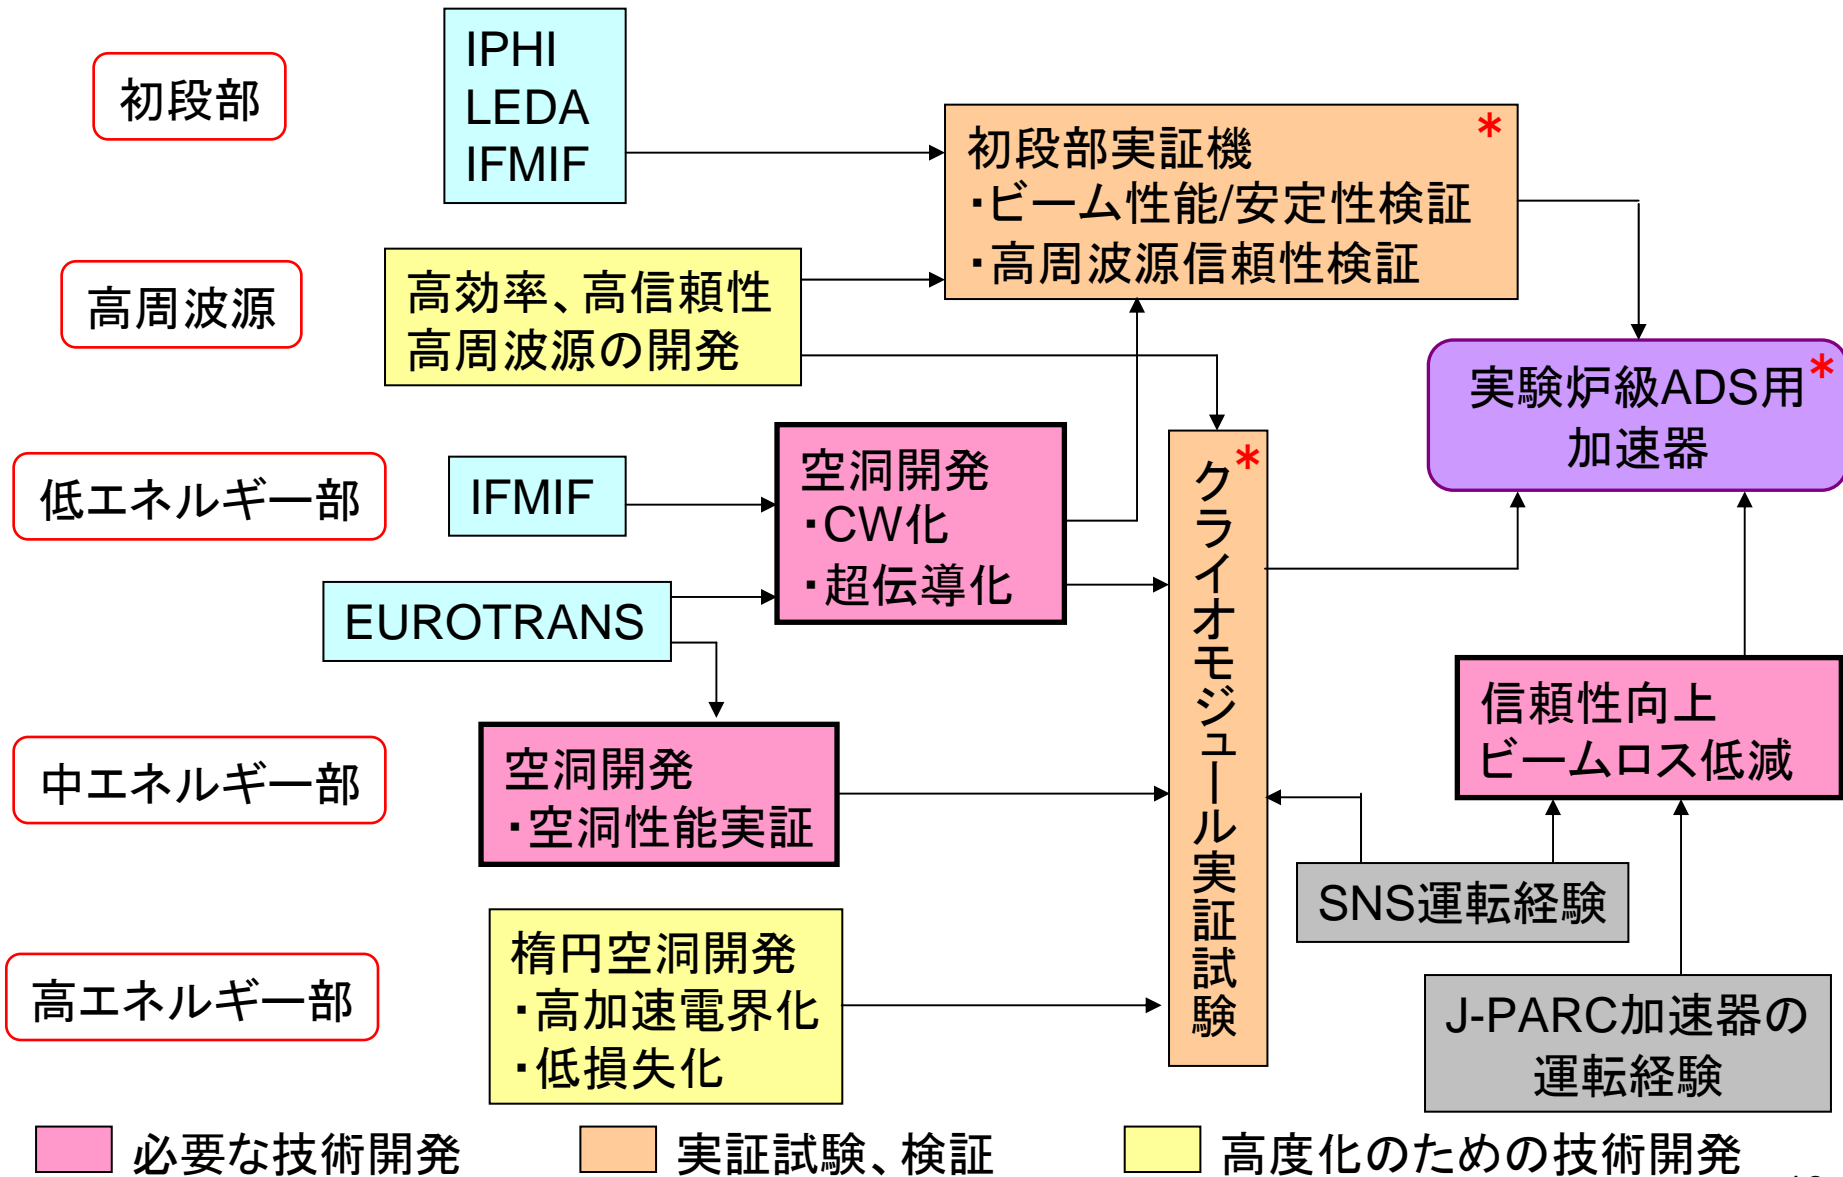 初段部
IPHI
LEDA
IFMIF
初段部実証機
*
・ビーム性能/安定性検証
・高周波源信頼性検証
高周波源
高効率、高信頼性
高周波源の開発
実験炉級ADS用
*
加速器
低エネルギー部
IFMIF
空洞開発
・CW化
・超伝導化
クライオモジュール実証試験
*
EUROTRANS
信頼性向上
ビームロス低減
中エネルギー部
空洞開発
・空洞性能実証
SNS運転経験
高エネルギー部
楕円空洞開発
・高加速電界化
・低損失化
J-PARC加速器の
運転経験
必要な技術開発
実証試験、検証
高度化のための技術開発